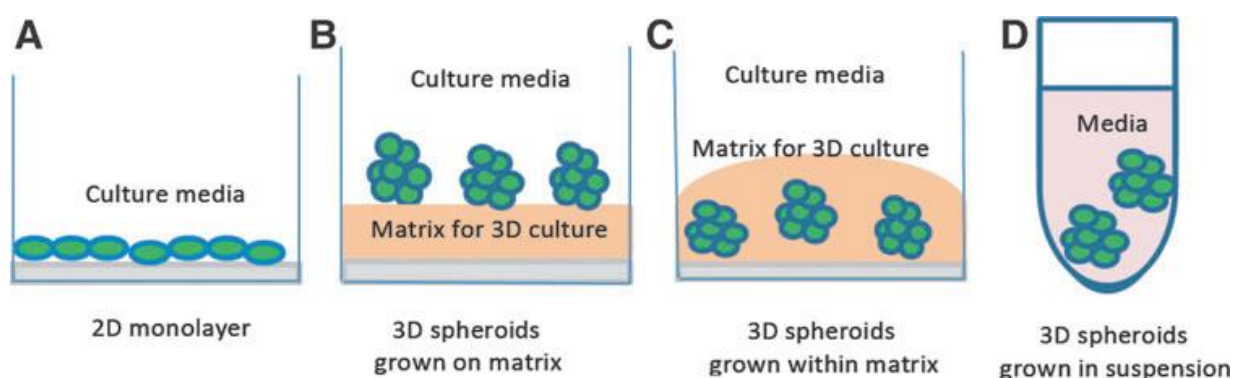 A
B
C
D
Culture media
Culture media
Culture media
Media
Matrix for 3D culture
Matrix for 3D culture
2D monolayer
3D spheroids
grown on matrix
3D spheroids
grown within matrix
3D spheroids
grown in suspension